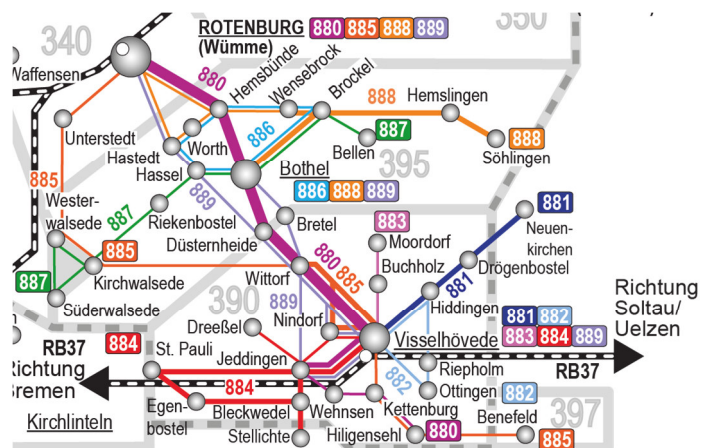 340
ROTENBURG 880 885 888 889
(Wümme)
350
Waffensen
880
Hemsbünde
Wensebrock
Brockel
888
Hemslingen
Unterstedt
Hastedt
Worth
886
Bellen
887
888
Söhlingen
Hassel
Bothel
395
885
889
886 888 889
Wester-
walsede
887
Riekenbostel
Bretel
883
881
Düsternheide
Moordorf
Neuen-
kirchen
885
880
885
Buchholz
Drögenbostel
887
Kirchwalsede
Wittorf
881
Richtung
Soltau/
Uelzen
Süderwalsede
390
889
Hiddingen
Dreeßel
Nindorf
881 882
884
Visselhövede
883 884 889
RB37
St. Pauli
Jeddingen
Riepholm
RB37
Richtung
Bremen
884
882
Ottingen
882
Kirchlinteln
Egen-
bostel
Bleckwedel
Wehnsen
Kettenburg
Benefeld
397
Stellichte
Hiligensehl
880
885